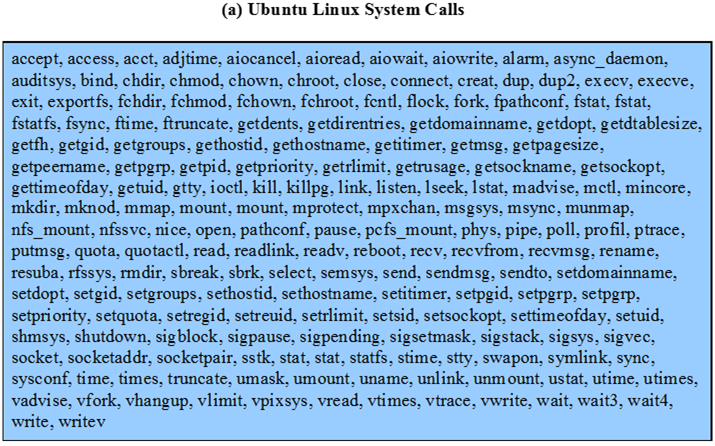 (a) Ubuntu Linux System Calls
accept, access, acct, adjtime, aiocancel, aioread, aiowait, aiowrite, alarm, async_daemon,
auditsys, bind, chdir, chmod, chown, chroot, close, connect, creat, dup, dup2, execv, execve,
exit, exportfs, fchdir, fchmod, fchown, fchroot, fcntl, flock, fork, fpathconf, fstat, fstat,
fstatfs, fsync, ftime, ftruncate, getdents, getdirentries, getdomainname, getdopt, getdtablesize,
getfh, getgid, getgroups, gethostid, gethostname, getitimer, getmsg, getpagesize,
getpeername, getpgrp, getpid, getpriority, getrlimit, getrusage, getsockname, getsockopt,
gettimeofday, getuid, gtty, ioctl, kill, killpg, link, listen, lseek, lstat, madvise, mctl, mincore,
mkdir, mknod, mmap, mount, mount, mprotect, mpxchan, msgsys, msync, munmap,
nfs_mount, nfssvc, nice, open, pathconf, pause, pcfs_mount, phys, pipe, poll, profil, ptrace,
putmsg, quota, quotactl, read, readlink, readv, reboot, recv, recvfrom, recvmsg, rename,
resuba, rfssys, rmdir, sbreak, sbrk, select, semsys, send, sendmsg, sendto, setdomainname,
setdopt, setgid, setgroups, sethostid, sethostname, setitimer, setpgid, setpgrp, setpgrp,
setpriority, setquota, setregid, setreuid, setrlimit, setsid, setsockopt, settimeofday, setuid,
shmsys, shutdown, sigblock, sigpause, sigpending, sigsetmask, sigstack, sigsys, sigvec,
socket, socketaddr, socketpair, sstk, stat, stat, statfs, stime, stty, swapon, symlink, sync,
sysconf, time, times, truncate, umask, umount, uname, unlink, unmount, ustat, utime, utimes,
vadvise, vfork, vhangup, vlimit, vpixsys, vread, vtimes, vtrace, vwrite, wait, wait3, wait4,
write, writev